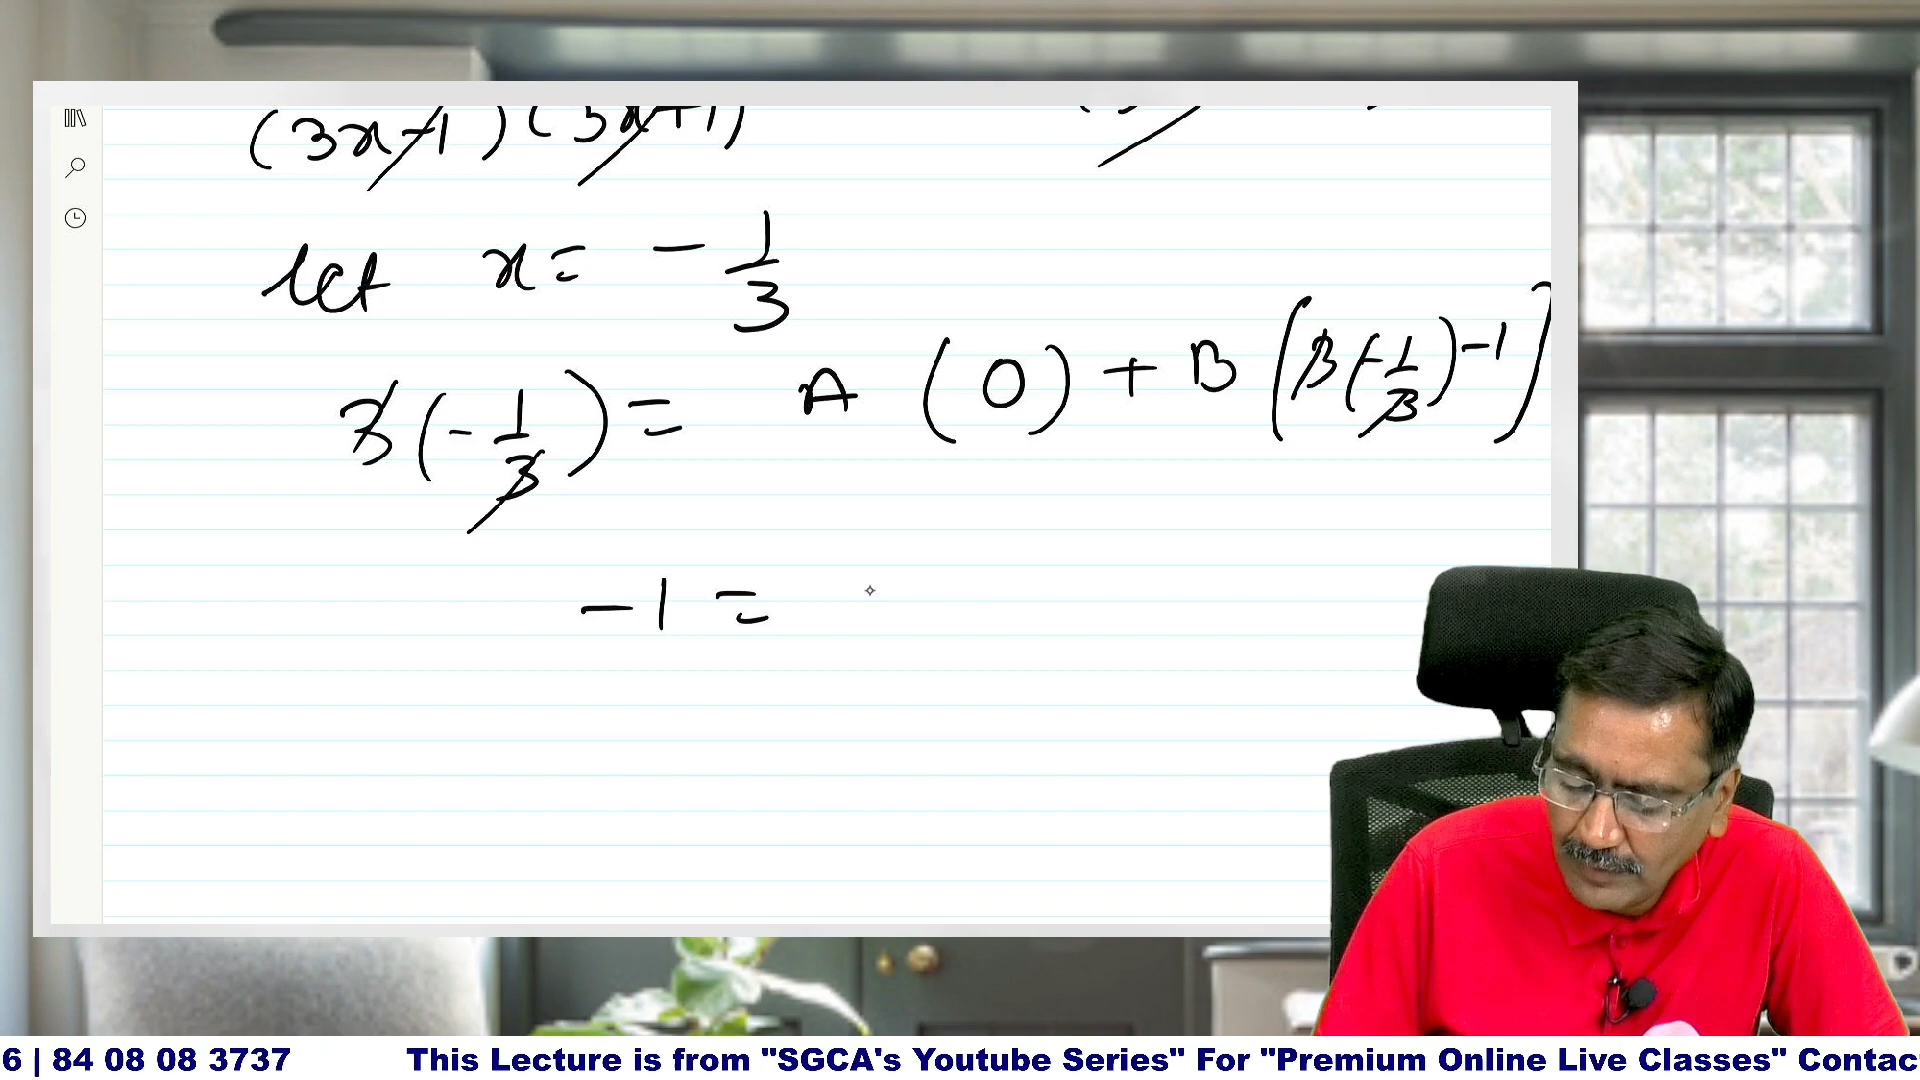 (3x-1)(3x+1)
let x = - 1/3
3(-1/3) = A (0) + B [3(-1/3)-1]
-1 =
6 | 84 08 08 3737 This Lecture is from "SGCA's Youtube Series" For "Premium Online Live Classes" Contac